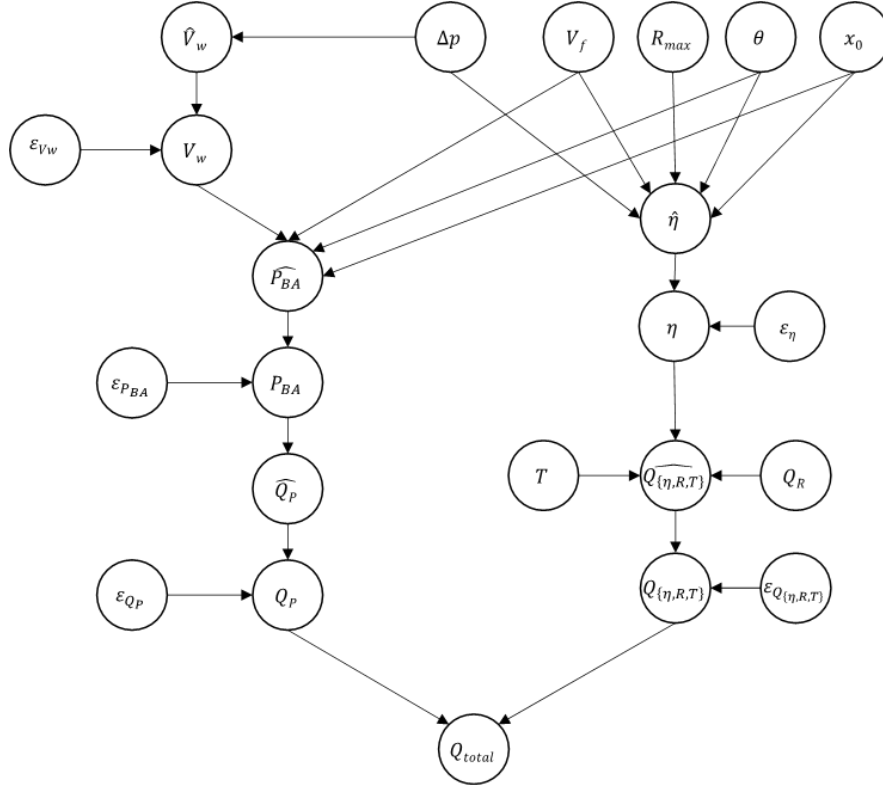 V̂_w Δp V_f R_max θ x_0
ε_Vw V_w
η̂
P̂_BA
η ε_η
ε_P_BA P_BA
T Q̂_{η,R,T} Q_R
Q̂_P
ε_Q_P Q_P Q_{η,R,T} ε_Q_{η,R,T}
Q_total